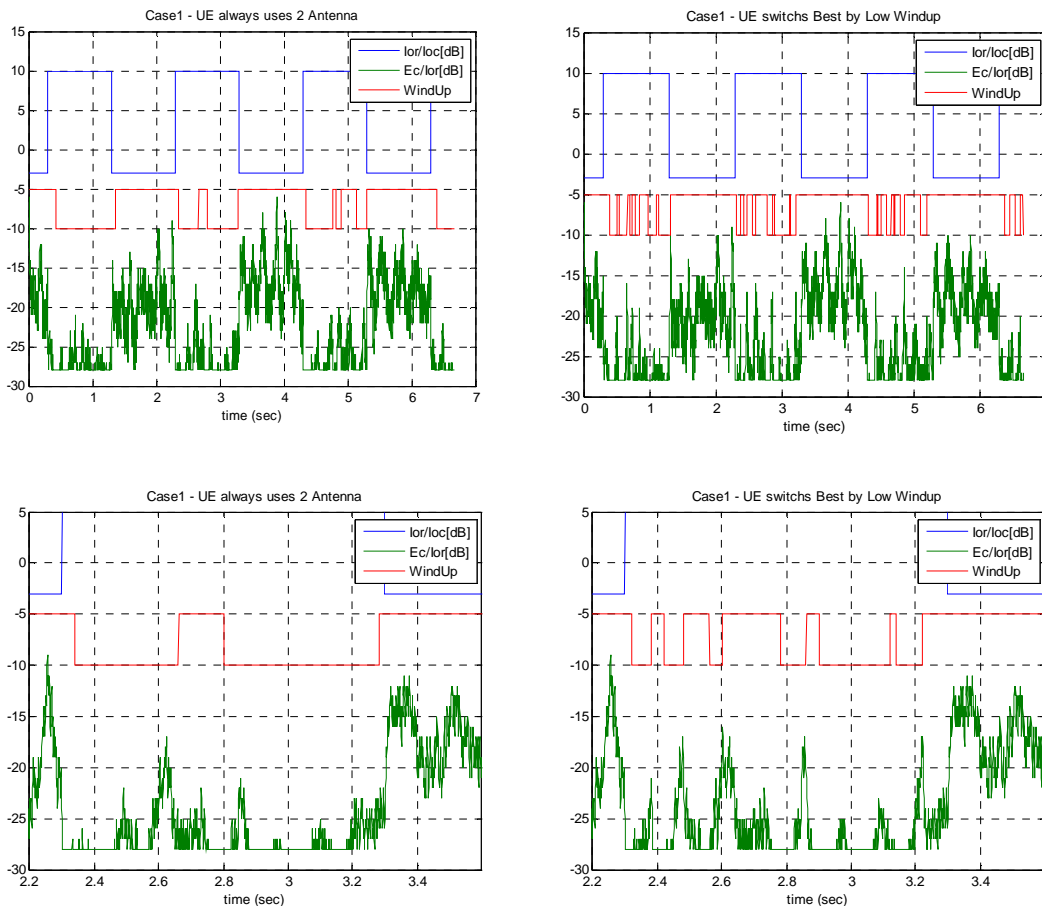 Case1 - UE always uses 2 Antenna
15
10
5
0
-5
-10
-15
-20
-25
-30
0 1 2 3 4 5 6 7
time (sec)
Ior/Ioc[dB]
Ec/Ior[dB]
WindUp
Case1 - UE switchs Best by Low Windup
15
10
5
0
-5
-10
-15
-20
-25
-30
0 1 2 3 4 5 6
time (sec)
Ior/Ioc[dB]
Ec/Ior[dB]
WindUp
Case1 - UE always uses 2 Antenna
5
0
-5
-10
-15
-20
-25
-30
2.2 2.4 2.6 2.8 3 3.2 3.4
time (sec)
Ior/Ioc[dB]
Ec/Ior[dB]
WindUp
Case1 - UE switchs Best by Low Windup
5
0
-5
-10
-15
-20
-25
-30
2.2 2.4 2.6 2.8 3 3.2 3.4
time (sec)
Ior/Ioc[dB]
Ec/Ior[dB]
WindUp